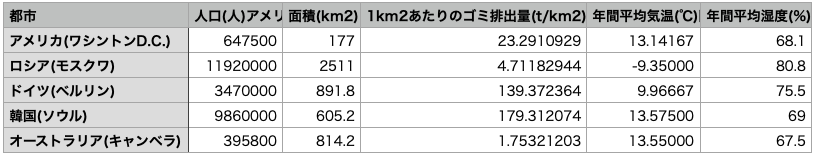 都市 人口(人)アメリ 面積(km2) 1km2あたりのゴミ排出量(t/km2) 年間平均気温(℃) 年間平均湿度(%)
アメリカ(ワシントンD.C.) 647500 177 23.2910929 13.14167 68.1
ロシア(モスクワ) 11920000 2511 4.71182944 -9.35000 80.8
ドイツ(ベルリン) 3470000 891.8 139.372364 9.96667 75.5
韓国(ソウル) 9860000 605.2 179.312074 13.57500 69
オーストラリア(キャンベラ) 395800 814.2 1.75321203 13.55000 67.5